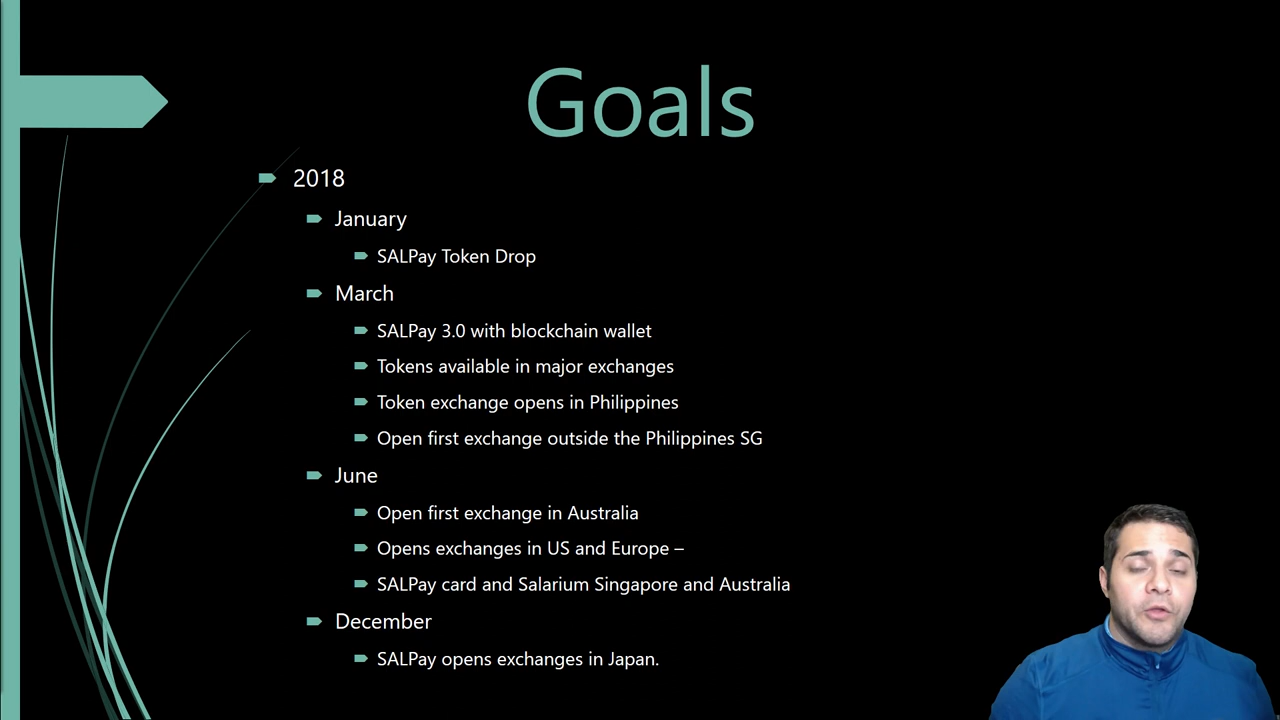 Goals
2018
January
SALPay Token Drop
March
SALPay 3.0 with blockchain wallet
Tokens available in major exchanges
Token exchange opens in Philippines
Open first exchange outside the Philippines SG
June
Open first exchange in Australia
Opens exchanges in US and Europe –
SALPay card and Salarium Singapore and Australia
December
SALPay opens exchanges in Japan.